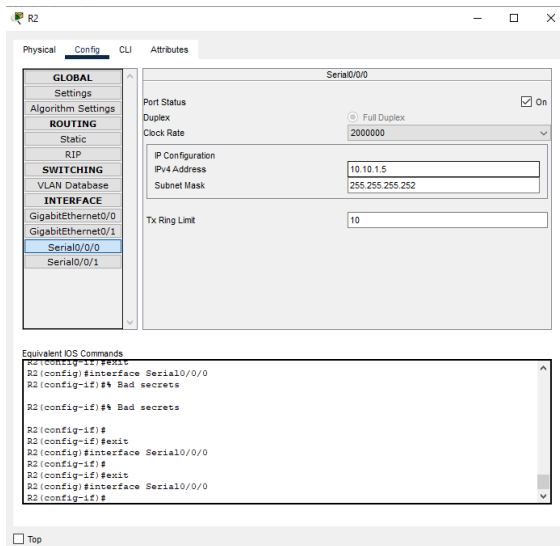 R2
Physical Config CLI Attributes
GLOBAL
Settings
Algorithm Settings
ROUTING
Static
RIP
SWITCHING
VLAN Database
INTERFACE
GigabitEthernet0/0
GigabitEthernet0/1
Serial0/0/0
Serial0/0/1
Serial0/0/0
Port Status On
Duplex Full Duplex
Clock Rate 2000000
IP Configuration
IPv4 Address 10.10.1.5
Subnet Mask 255.255.255.252
Tx Ring Limit 10
Equivalent IOS Commands
R2(config-if)#exit
R2(config)#interface Serial0/0/0
R2(config-if)#% Bad secrets
R2(config-if)#% Bad secrets
R2(config-if)#
R2(config-if)#exit
R2(config)#interface Serial0/0/0
R2(config-if)#
R2(config-if)#exit
R2(config)#interface Serial0/0/0
R2(config-if)#
Top